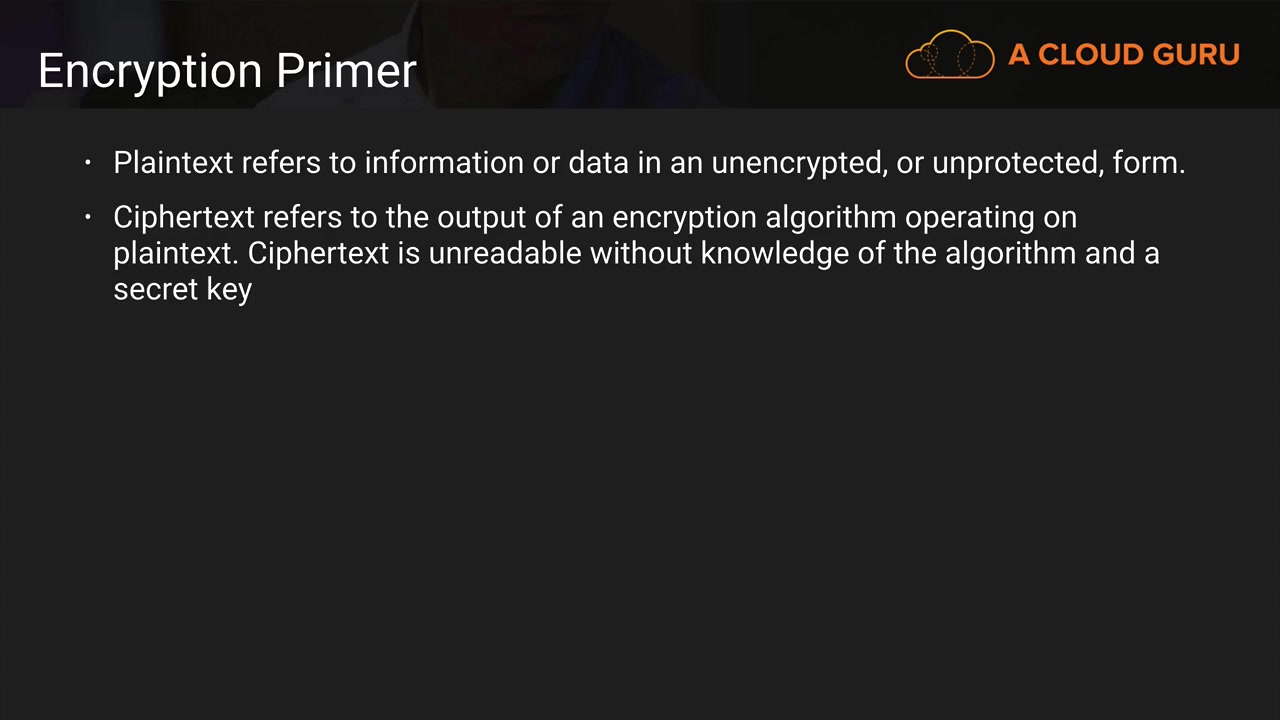 Encryption Primer
A CLOUD GURU
· Plaintext refers to information or data in an unencrypted, or unprotected, form.
· Ciphertext refers to the output of an encryption algorithm operating on
plaintext. Ciphertext is unreadable without knowledge of the algorithm and a
secret key